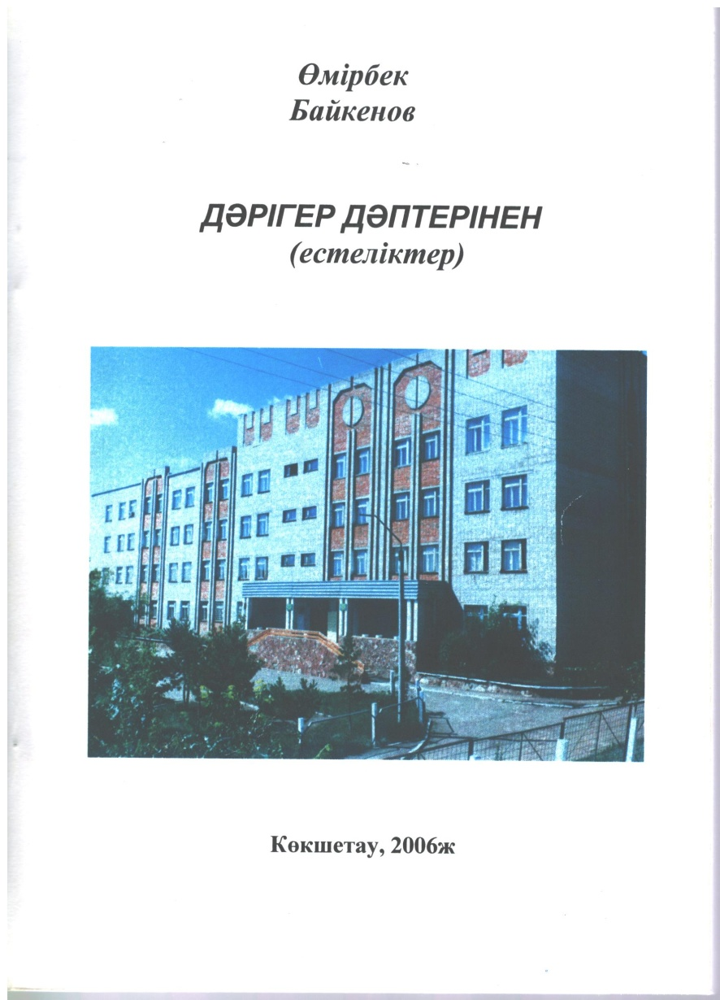 Өмірбек
Байкенов
ДӘРІГЕР ДӘПТЕРІНЕН
(естеліктер)
Көкшетау, 2006ж